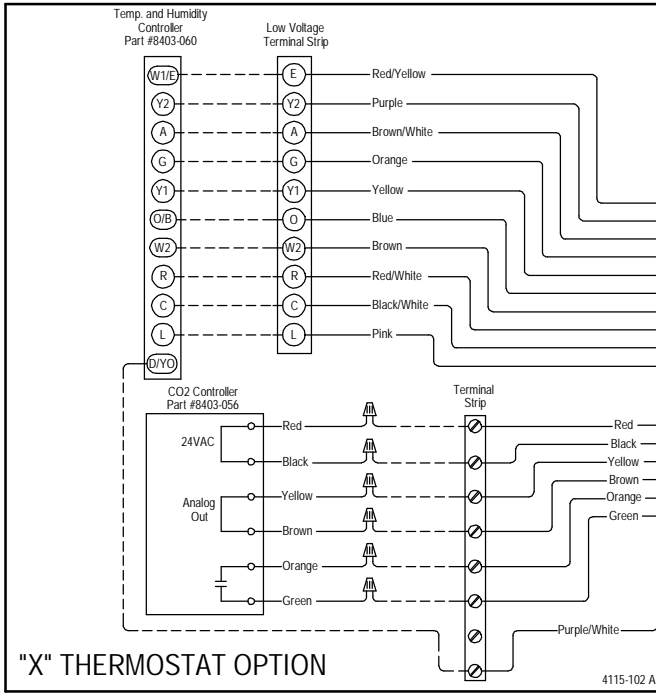 Temp. and Humidity
Controller
Part #8403-060
Low Voltage
Terminal Strip
W1/E
E
Red/Yellow
Y2
Y2
Purple
A
A
Brown/White
G
G
Orange
Y1
Y1
Yellow
O/B
O
Blue
W2
W2
Brown
R
R
Red/White
C
C
Black/White
L
L
Pink
D/YO
CO2 Controller
Part #8403-056
Terminal
Strip
24VAC
Red
Red
Black
Black
Analog
Out
Yellow
Yellow
Brown
Brown
Orange
Orange
Green
Green
Purple/White
"X" THERMOSTAT OPTION
4115-102 A